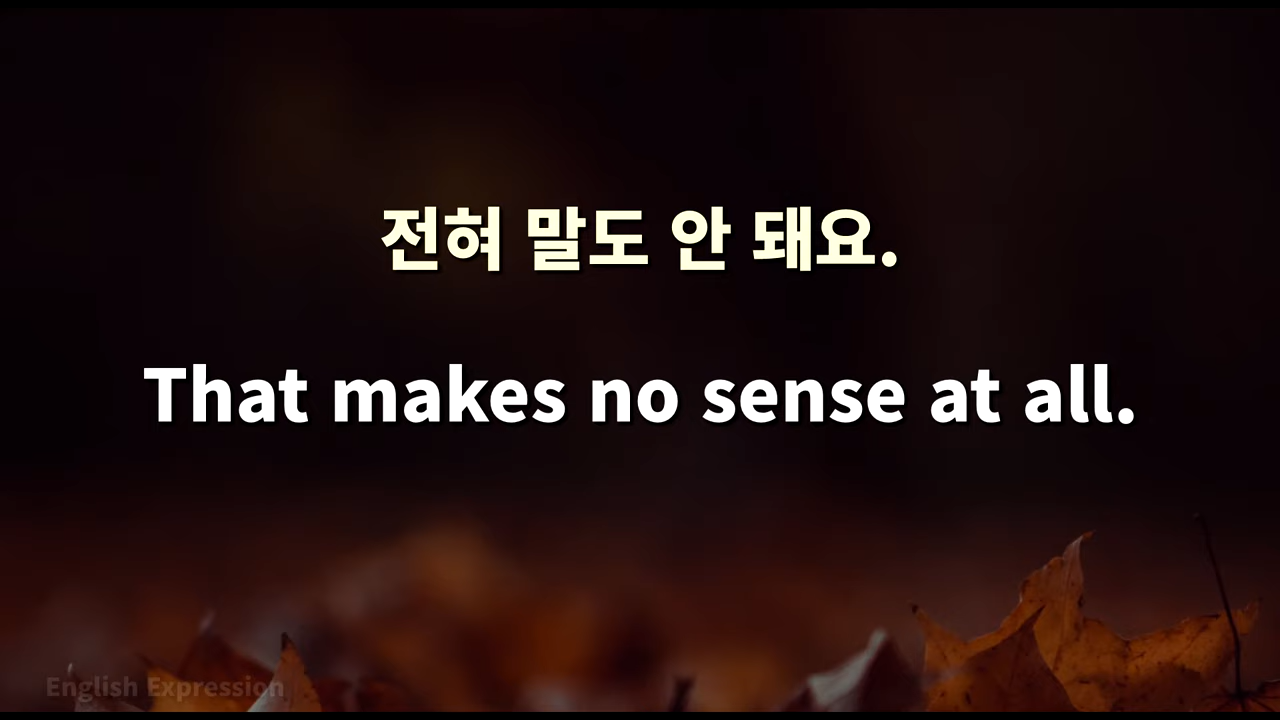 전혀 말도 안 돼요.
That makes no sense at all.
English Expression